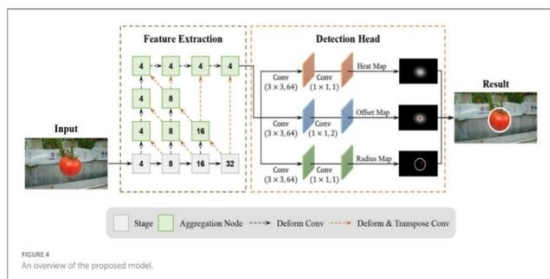 Feature Extraction
Detection Head
Input
4 4 4 4
4 8
4 8 16
4 8 16 32
Conv
(3 × 3, 64)
Conv
(1 × 1, 1)
Heat Map
Conv
(3 × 3, 64)
Conv
(1 × 1, 2)
Offset Map
Conv
(3 × 3, 64)
Conv
(1 × 1, 1)
Radius Map
Result
Stage Aggregation Node Deform Conv Deform & Transpose Conv
FIGURE 4
An overview of the proposed model.